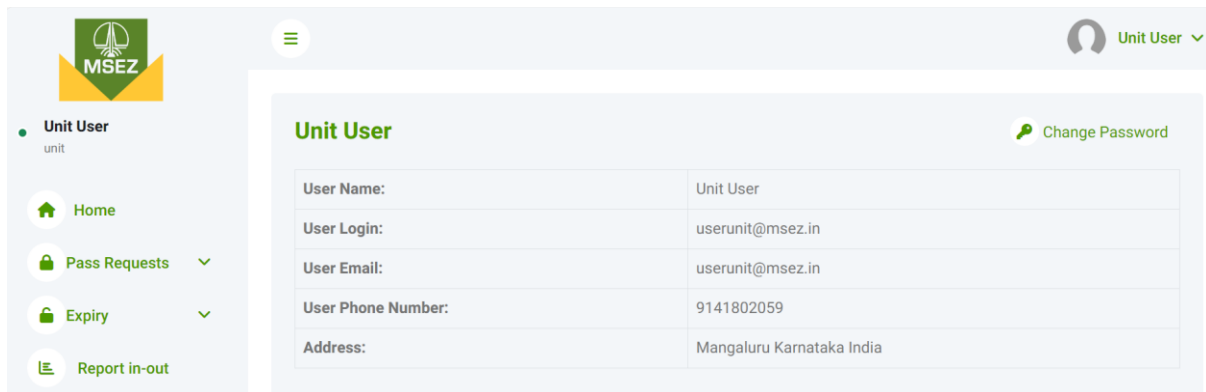 MSEZ
Unit User
unit
Home
Pass Requests
Expiry
Report in-out
Unit User
Unit User
Change Password
User Name: Unit User
User Login: userunit@msez.in
User Email: userunit@msez.in
User Phone Number: 9141802059
Address: Mangaluru Karnataka India